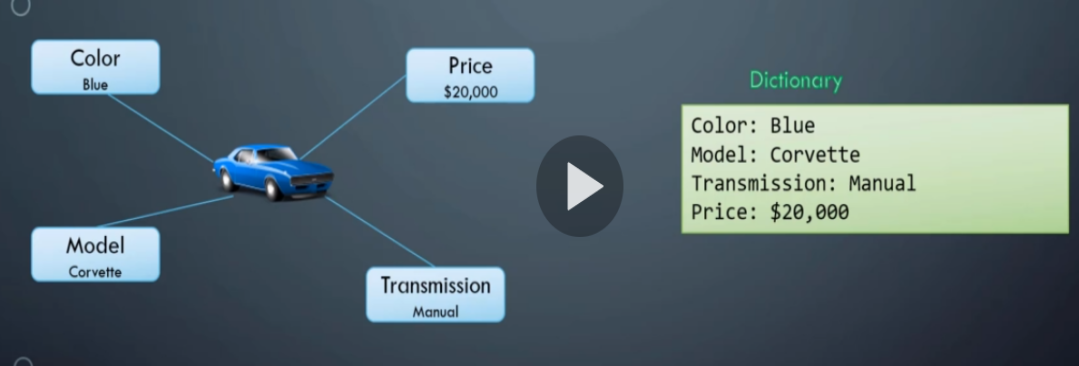 Color
Blue
Price
$20,000
Model
Corvette
Transmission
Manual
Dictionary
Color: Blue
Model: Corvette
Transmission: Manual
Price: $20,000